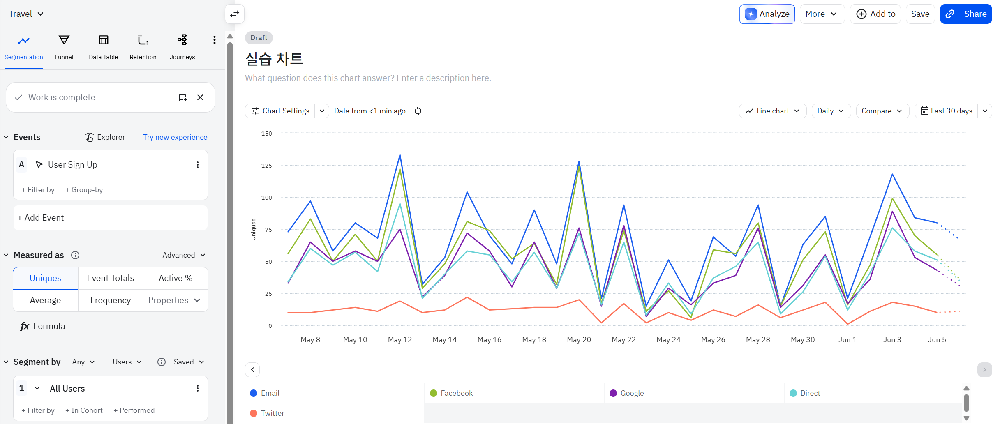 Travel
Analyze
More
Add to
Save
Share
Segmentation
Funnel
Data Table
Retention
Journeys
Draft
실습 차트
What question does this chart answer? Enter a description here.
Work is complete
Chart Settings
Data from <1 min ago
Line chart
Daily
Compare
Last 30 days
Events
Explorer
Try new experience
A
User Sign Up
+ Filter by
+ Group-by
+ Add Event
Measured as
Advanced
Uniques
Event Totals
Active %
Average
Frequency
Properties
fx Formula
Segment by
Any
Users
Saved
1
All Users
+ Filter by
+ In Cohort
+ Performed
Uniques
150
125
100
75
50
25
0
May 8
May 10
May 12
May 14
May 16
May 18
May 20
May 22
May 24
May 26
May 28
May 30
Jun 1
Jun 3
Jun 5
Email
Facebook
Google
Direct
Twitter